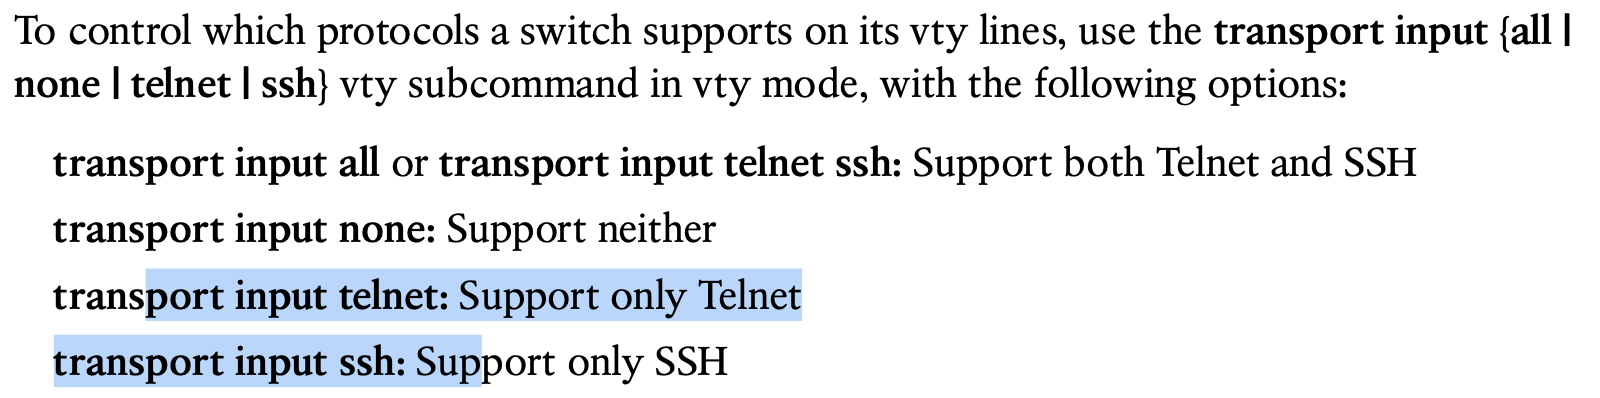 To control which protocols a switch supports on its vty lines, use the transport input {all |
none | telnet | ssh} vty subcommand in vty mode, with the following options:
transport input all or transport input telnet ssh: Support both Telnet and SSH
transport input none: Support neither
transport input telnet: Support only Telnet
transport input ssh: Support only SSH